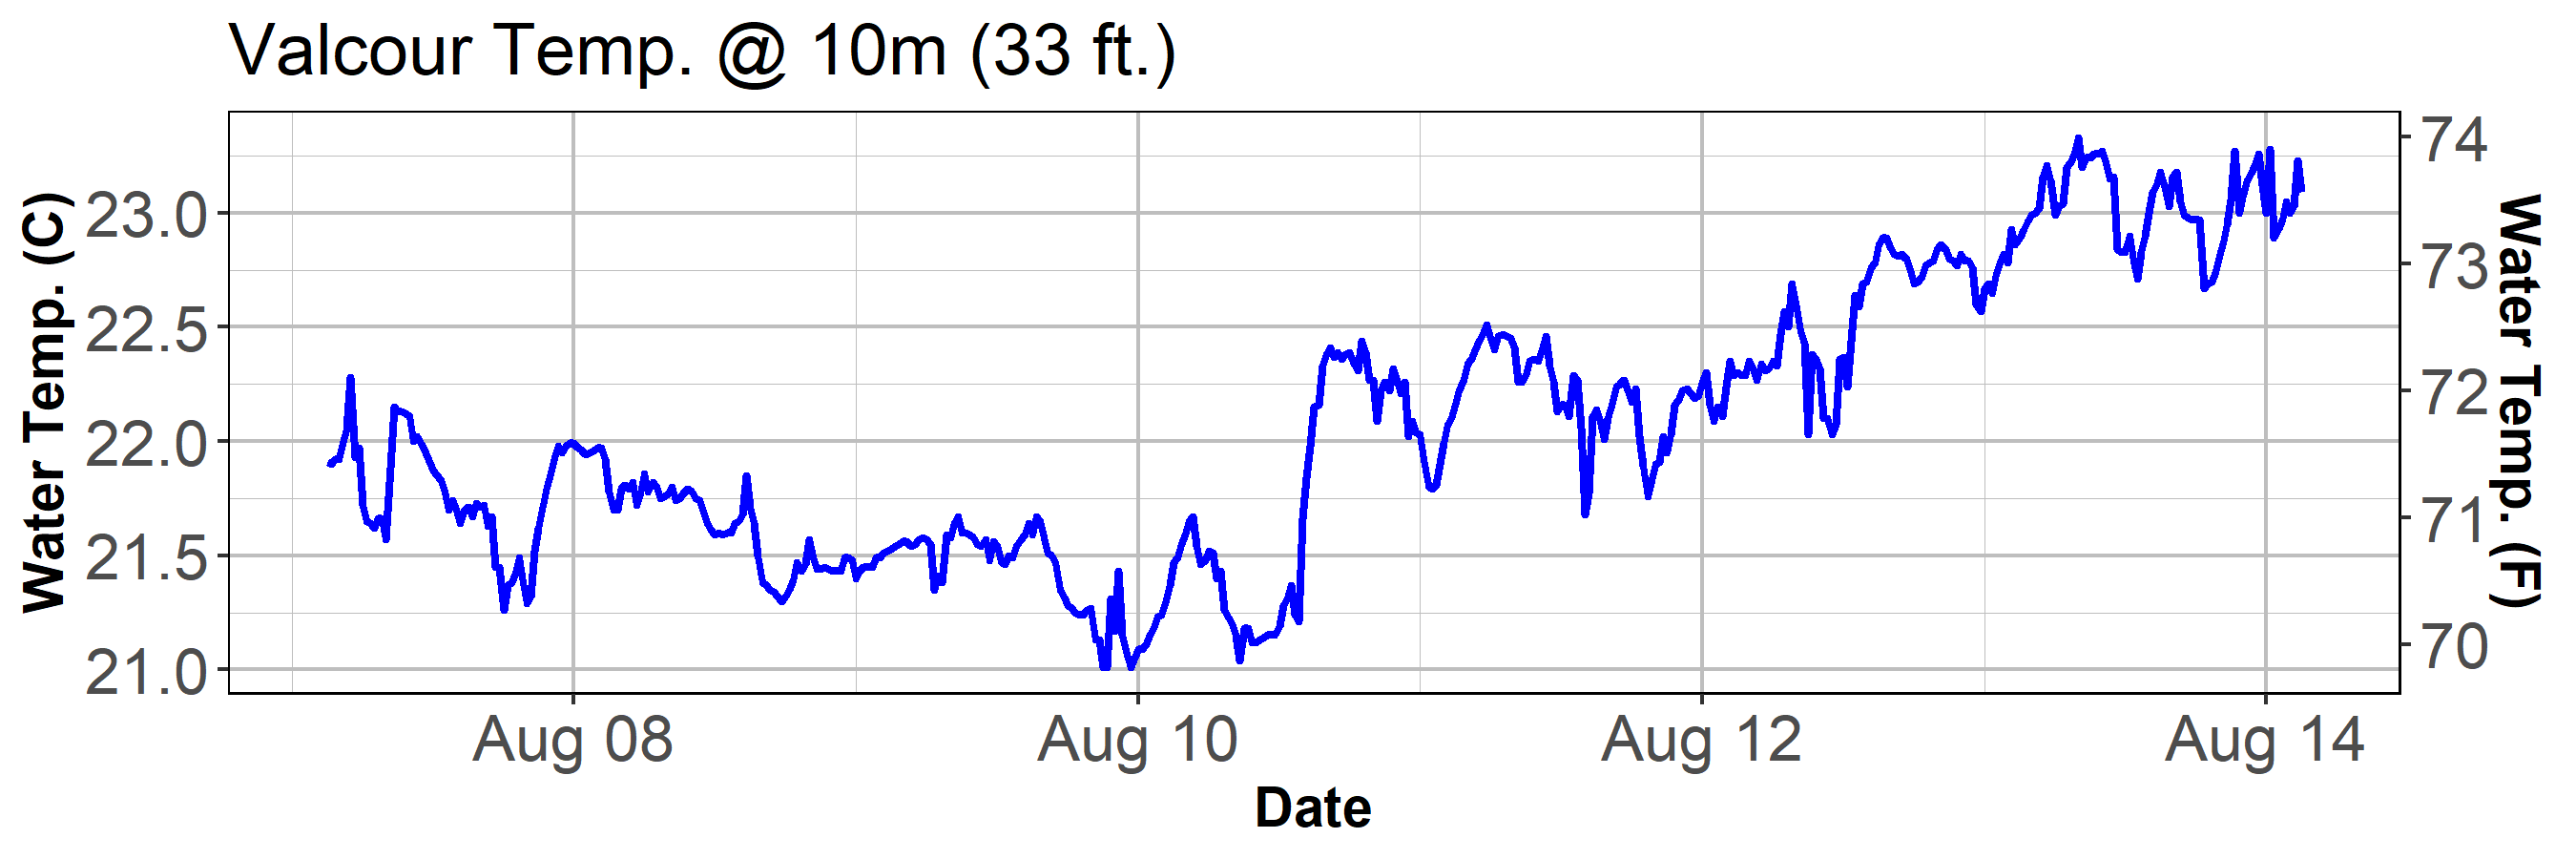 Valcour Temp. @ 10m (33 ft.)
Water Temp. (C)
23.0
22.5
22.0
21.5
21.0
74
73
72
71
70
Water Temp. (F)
Aug 08
Aug 10
Aug 12
Aug 14
Date